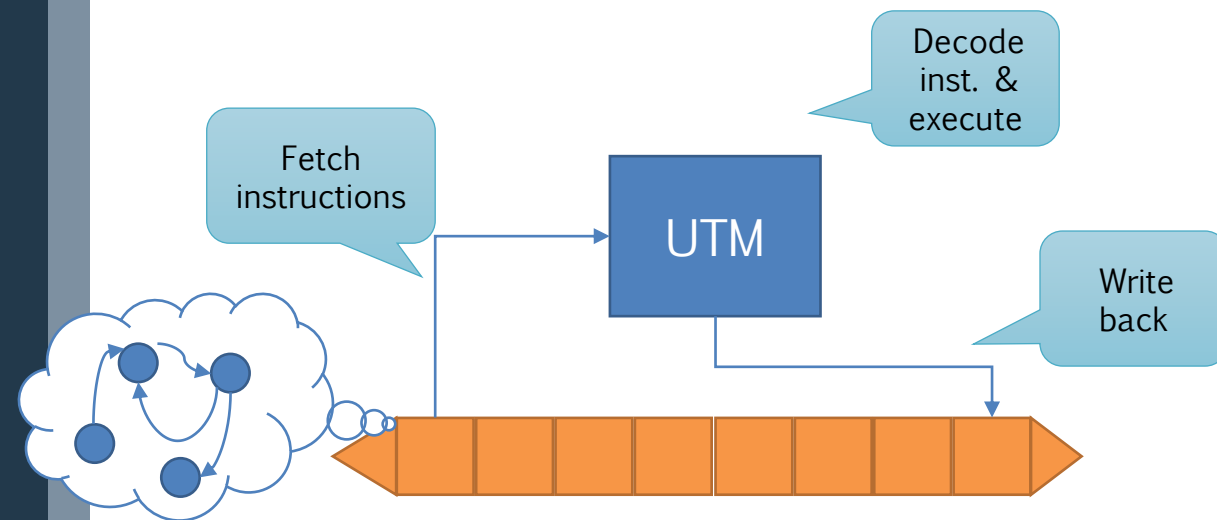 Decode
inst. &
execute
Fetch
instructions
UTM
Write
back